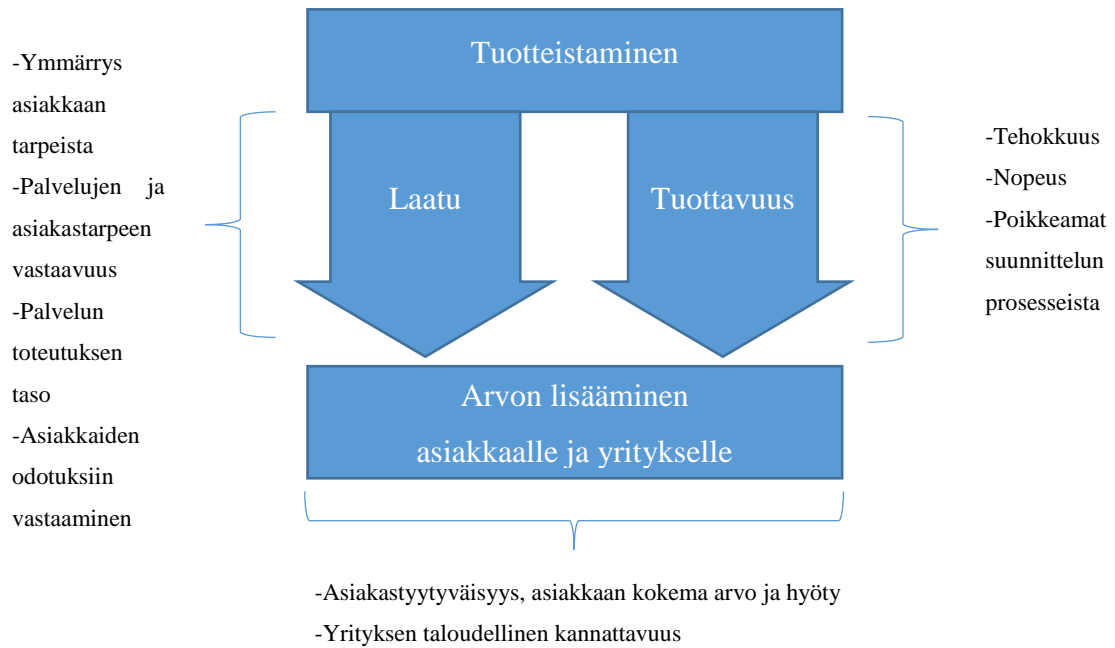 Tuotteistaminen
-Ymmärrys
asiakkaan
tarpeista
-Palvelujen ja
asiakastarpeen
vastaavuus
-Palvelun
toteutuksen
taso
-Asiakkaiden
odotuksiin
vastaaminen
Laatu
Tuottavuus
-Tehokkuus
-Nopeus
-Poikkeamat
suunnittelun
prosesseista
Arvon lisääminen
asiakkaalle ja yritykselle
-Asiakastyytyväisyys, asiakkaan kokema arvo ja hyöty
-Yrityksen taloudellinen kannattavuus